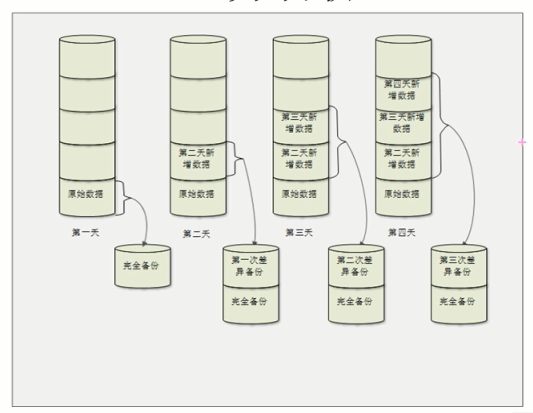 第四天新
增数据
第三天新
增数据
第三天新增
数据
第二天新
增数据
第二天新
增数据
第二天新
增数据
原始数据
原始数据
原始数据
原始数据
第一天
第二天
第三天
第四天
完全备份
第一次差
异备份
第二次差
异备份
第三次差
异备份
完全备份
完全备份
完全备份